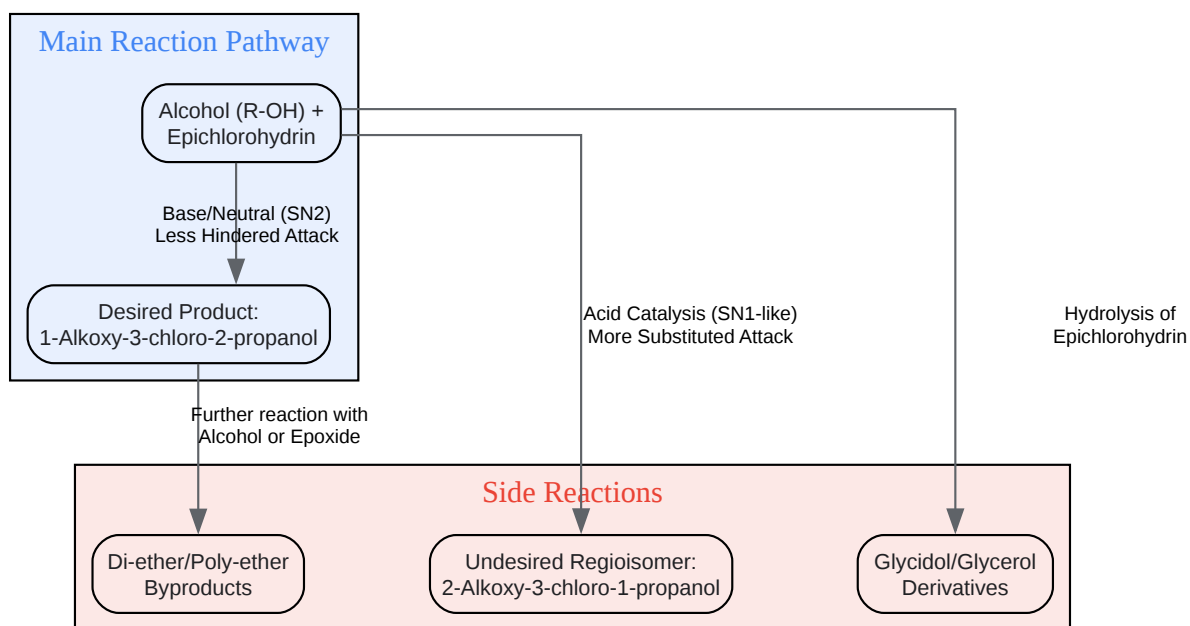 Main Reaction Pathway
Alcohol (R-OH) +
Epichlorohydrin
Base/Neutral (SN2)
Less Hindered Attack
Desired Product:
1-Alkoxy-3-chloro-2-propanol
Acid Catalysis (SN1-like)
More Substituted Attack
Hydrolysis of
Epichlorohydrin
Further reaction with
Alcohol or Epoxide
Side Reactions
Di-ether/Poly-ether
Byproducts
Undesired Regioisomer:
2-Alkoxy-3-chloro-1-propanol
Glycidol/Glycerol
Derivatives